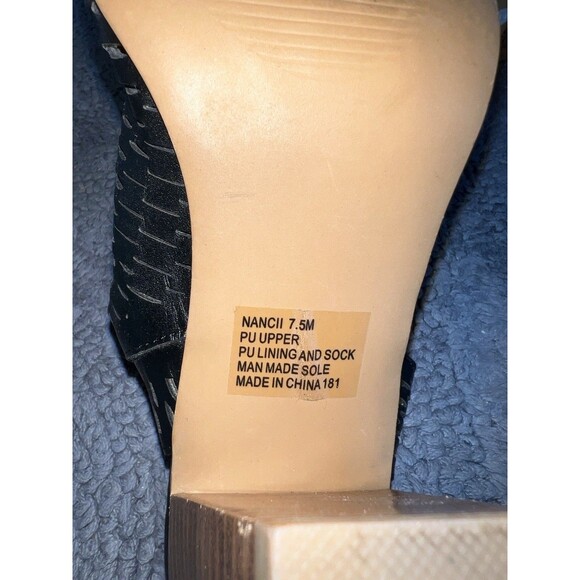 NANCII 7.5M
PU UPPER
PU LINING AND SOCK
MAN MADE SOLE
MADE IN CHINA 181